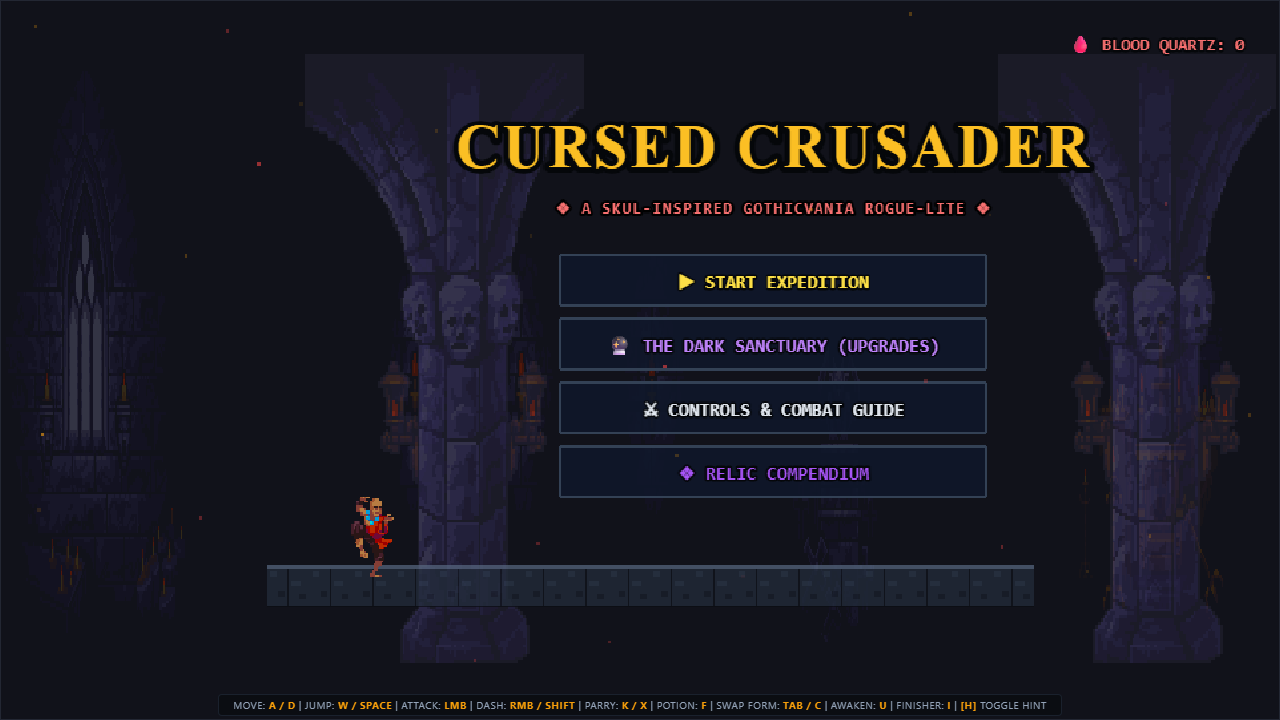 BLOOD QUARTZ: 0
CURSED CRUSADER
❖ A SKUL-INSPIRED GOTHICVANIA ROGUE-LITE ❖
▶ START EXPEDITION
🔮 THE DARK SANCTUARY (UPGRADES)
⚔ CONTROLS & COMBAT GUIDE
❖ RELIC COMPENDIUM
MOVE: A / D | JUMP: W / SPACE | ATTACK: LMB | DASH: RMB / SHIFT | PARRY: K / X | POTION: F | SWAP FORM: TAB / C | AWAKEN: U | FINISHER: I | [H] TOGGLE HINT